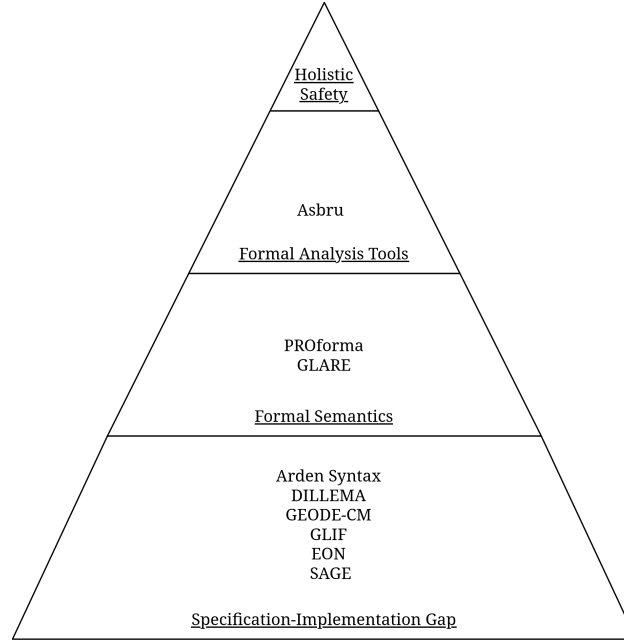 Holistic
Safety
Asbru
Formal Analysis Tools
PROforma
GLARE
Formal Semantics
Arden Syntax
DILLEMA
GEODE-CM
GLIF
EON
SAGE
Specification-Implementation Gap